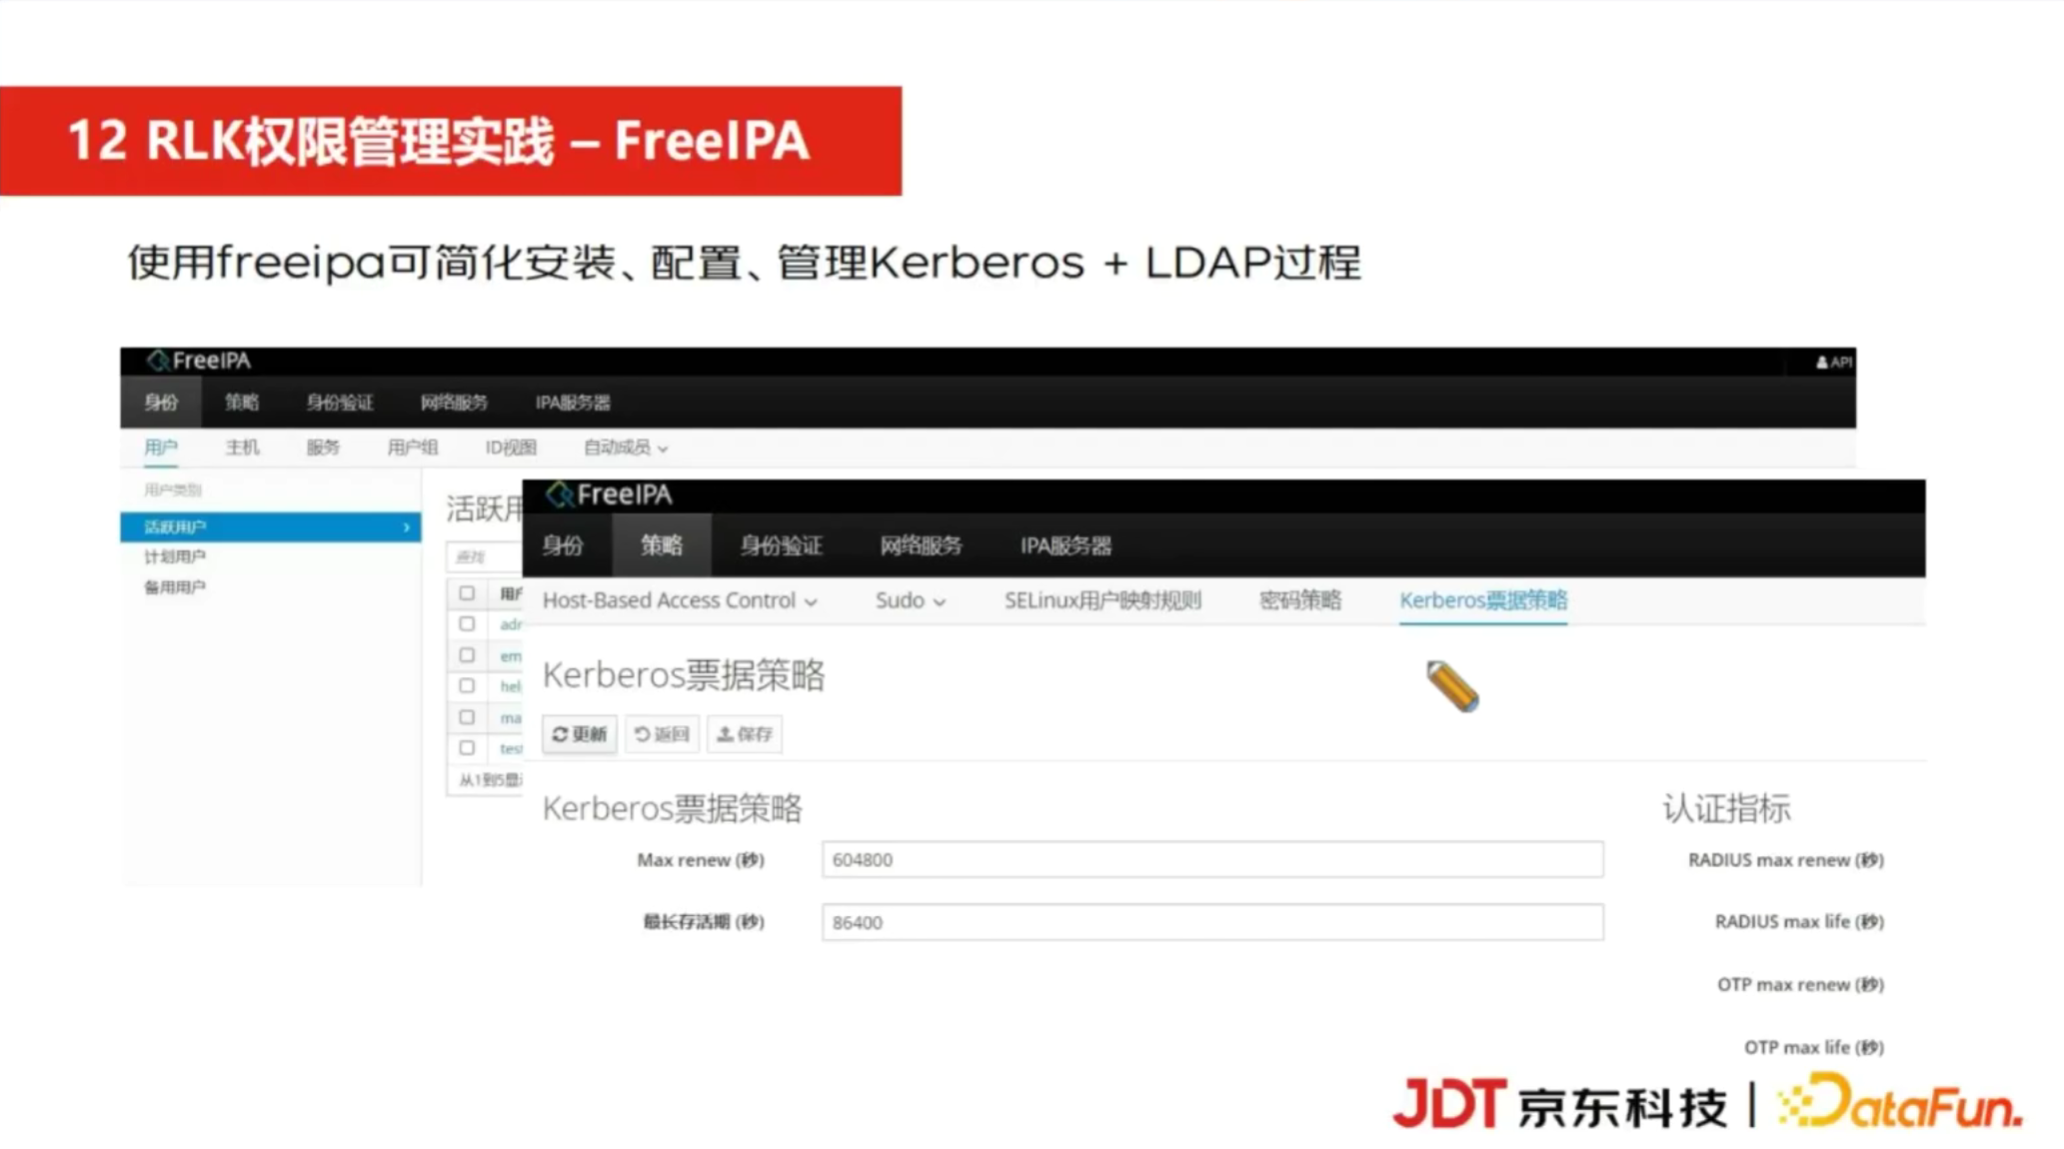 12 RLK权限管理实践 – FreeIPA
使用freeipa可简化安装、配置、管理Kerberos + LDAP过程
FreeIPA API
身份 策略 身份验证 网络服务 IPA服务器
用户 主机 服务 用户组 ID视图 自动成员
用户类别
活跃用户
计划用户
备用用户
活跃用
查找
用户
adr
em
hel
ma
test
从1到5显
FreeIPA
身份 策略 身份验证 网络服务 IPA服务器
Host-Based Access Control Sudo SELinux用户映射规则 密码策略 Kerberos票据策略
Kerberos票据策略
更新 返回 保存
Kerberos票据策略 认证指标
Max renew (秒) 604800 RADIUS max renew (秒)
最长存活期 (秒) 86400 RADIUS max life (秒)
OTP max renew (秒)
OTP max life (秒)
JDT 京东科技 | DataFun.